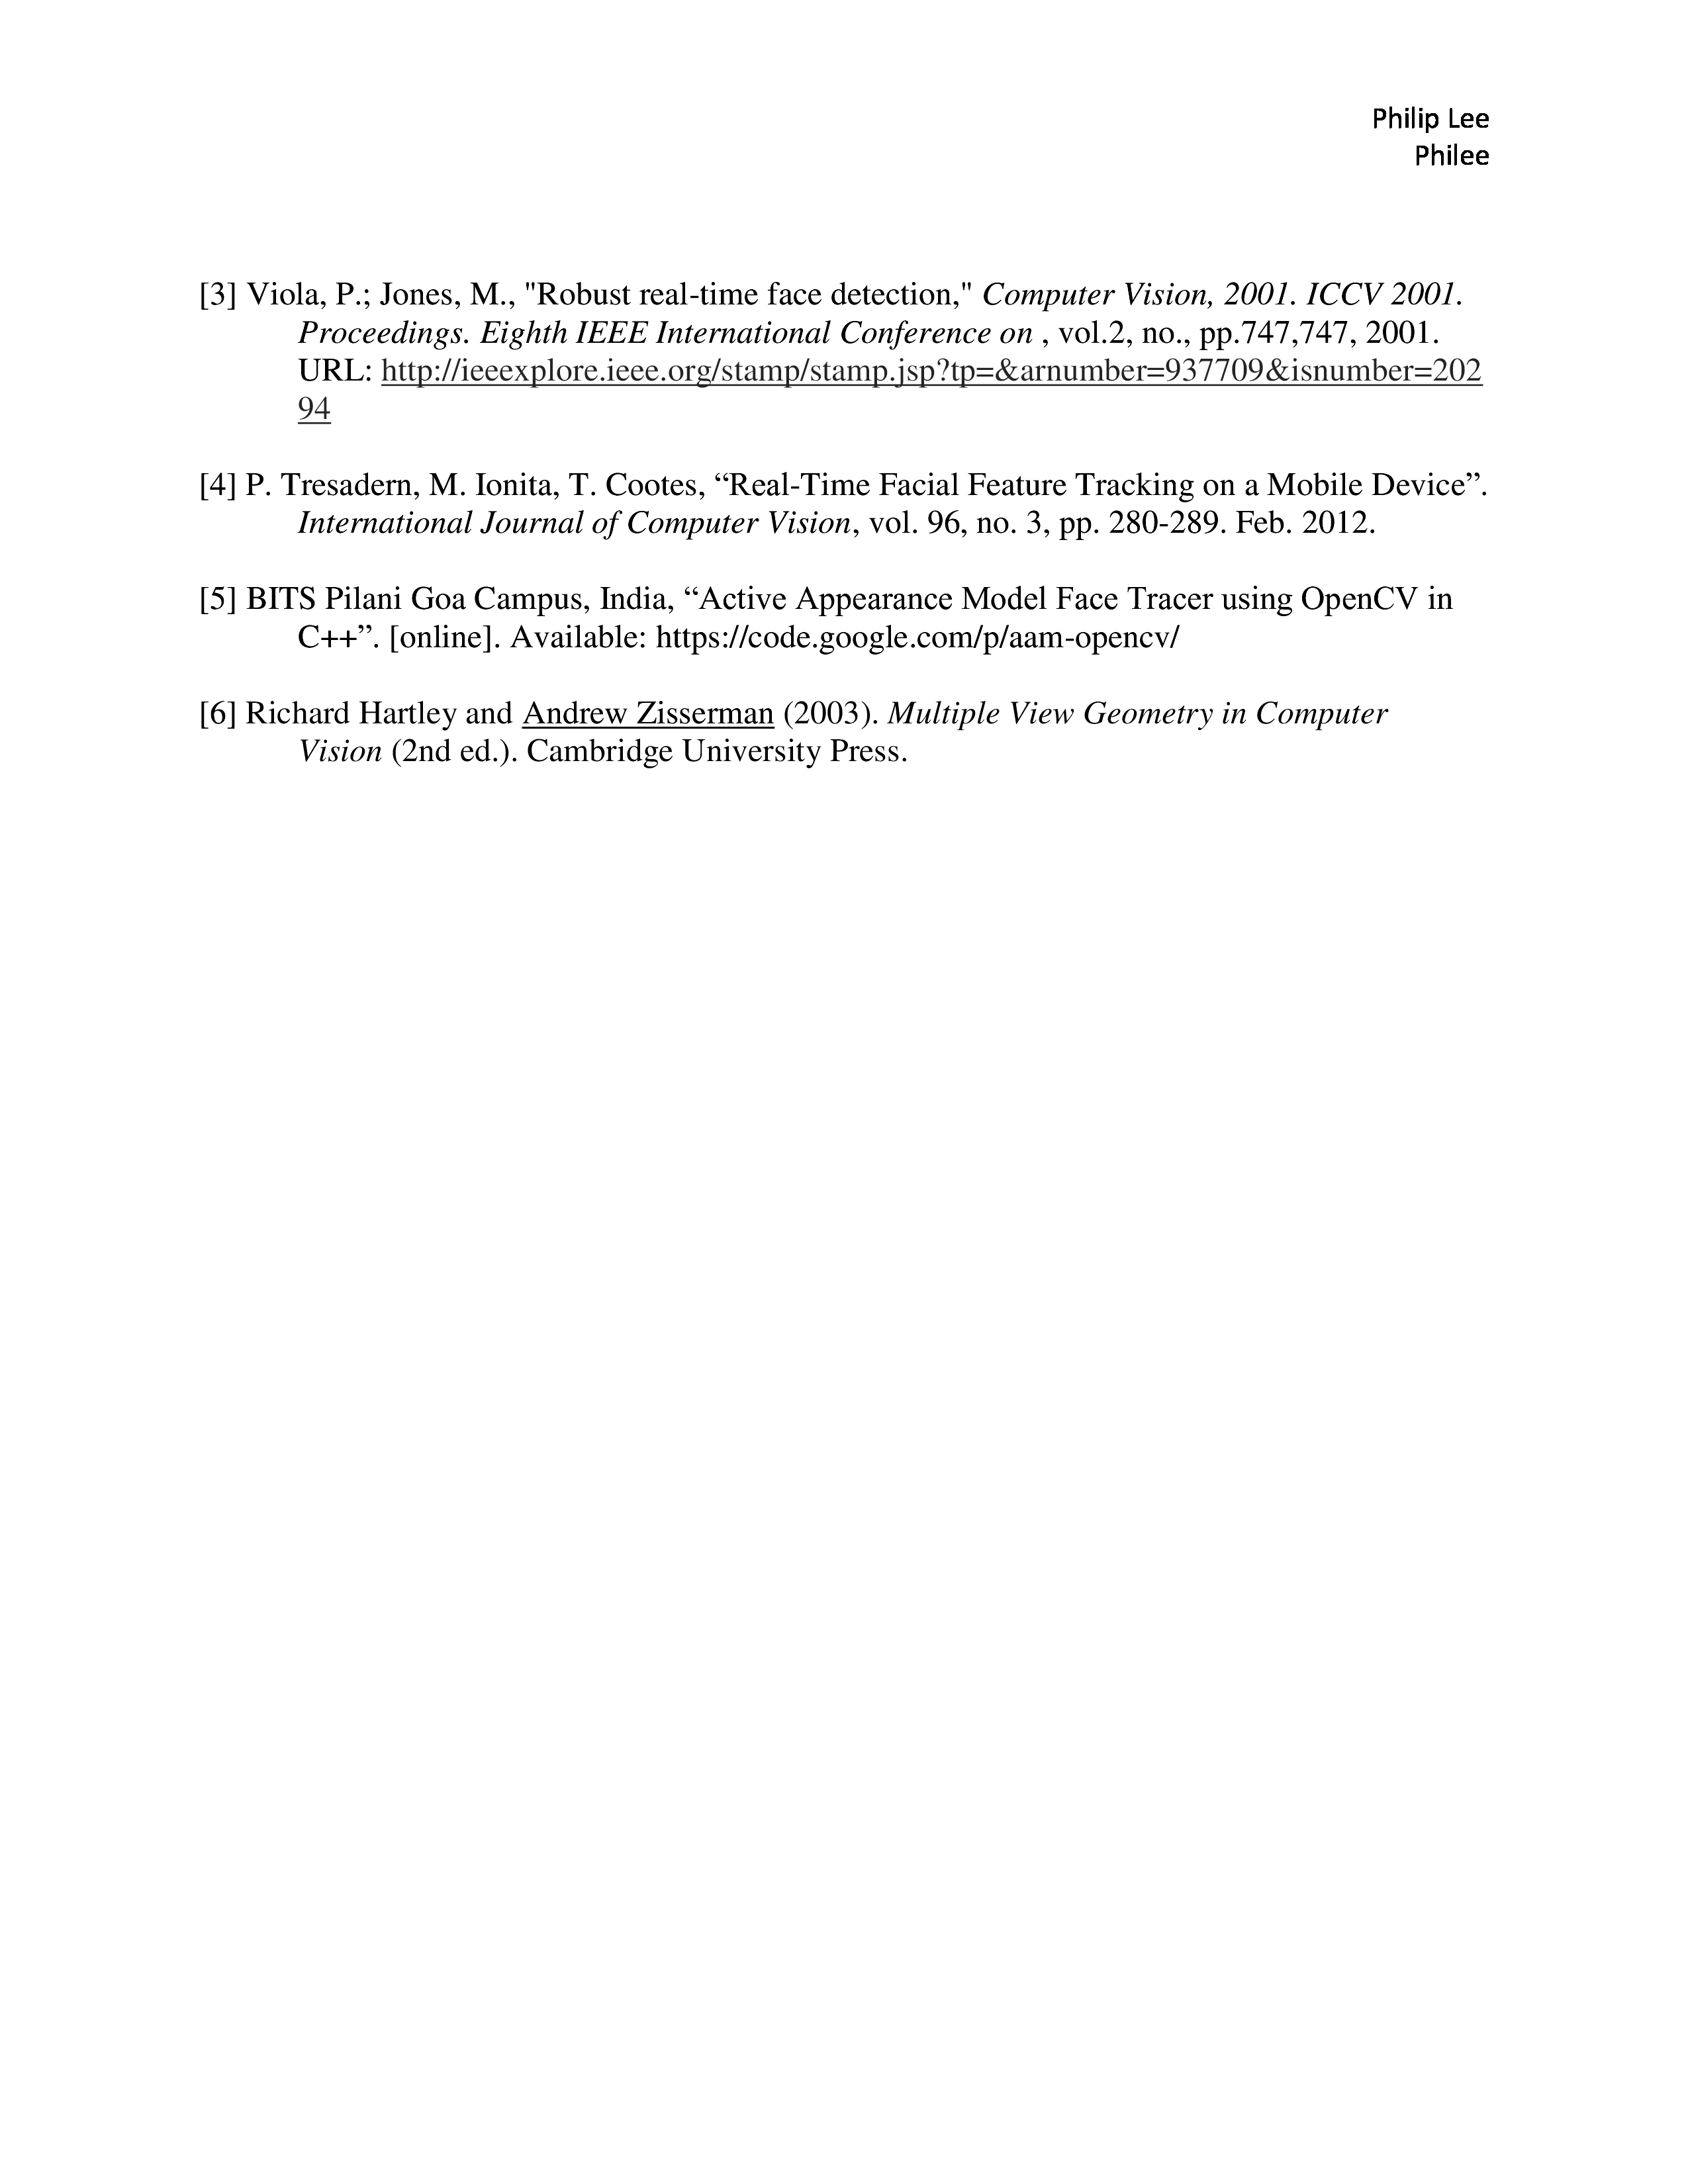 Philip Lee
Philee
[3] Viola, P.; Jones, M., "Robust real-time face detection," Computer Vision, 2001. ICCV 2001.
Proceedings. Eighth IEEE International Conference on , vol.2, no., pp.747,747, 2001.
URL: http://ieeexplore.ieee.org/stamp/stamp.jsp?tp=&arnumber=937709&isnumber=202
94
[4] P. Tresadern, M. Ionita, T. Cootes, “Real-Time Facial Feature Tracking on a Mobile Device”.
International Journal of Computer Vision, vol. 96, no. 3, pp. 280-289. Feb. 2012.
[5] BITS Pilani Goa Campus, India, “Active Appearance Model Face Tracer using OpenCV in
C++”. [online]. Available: https://code.google.com/p/aam-opencv/
[6] Richard Hartley and Andrew Zisserman (2003). Multiple View Geometry in Computer
Vision (2nd ed.). Cambridge University Press.